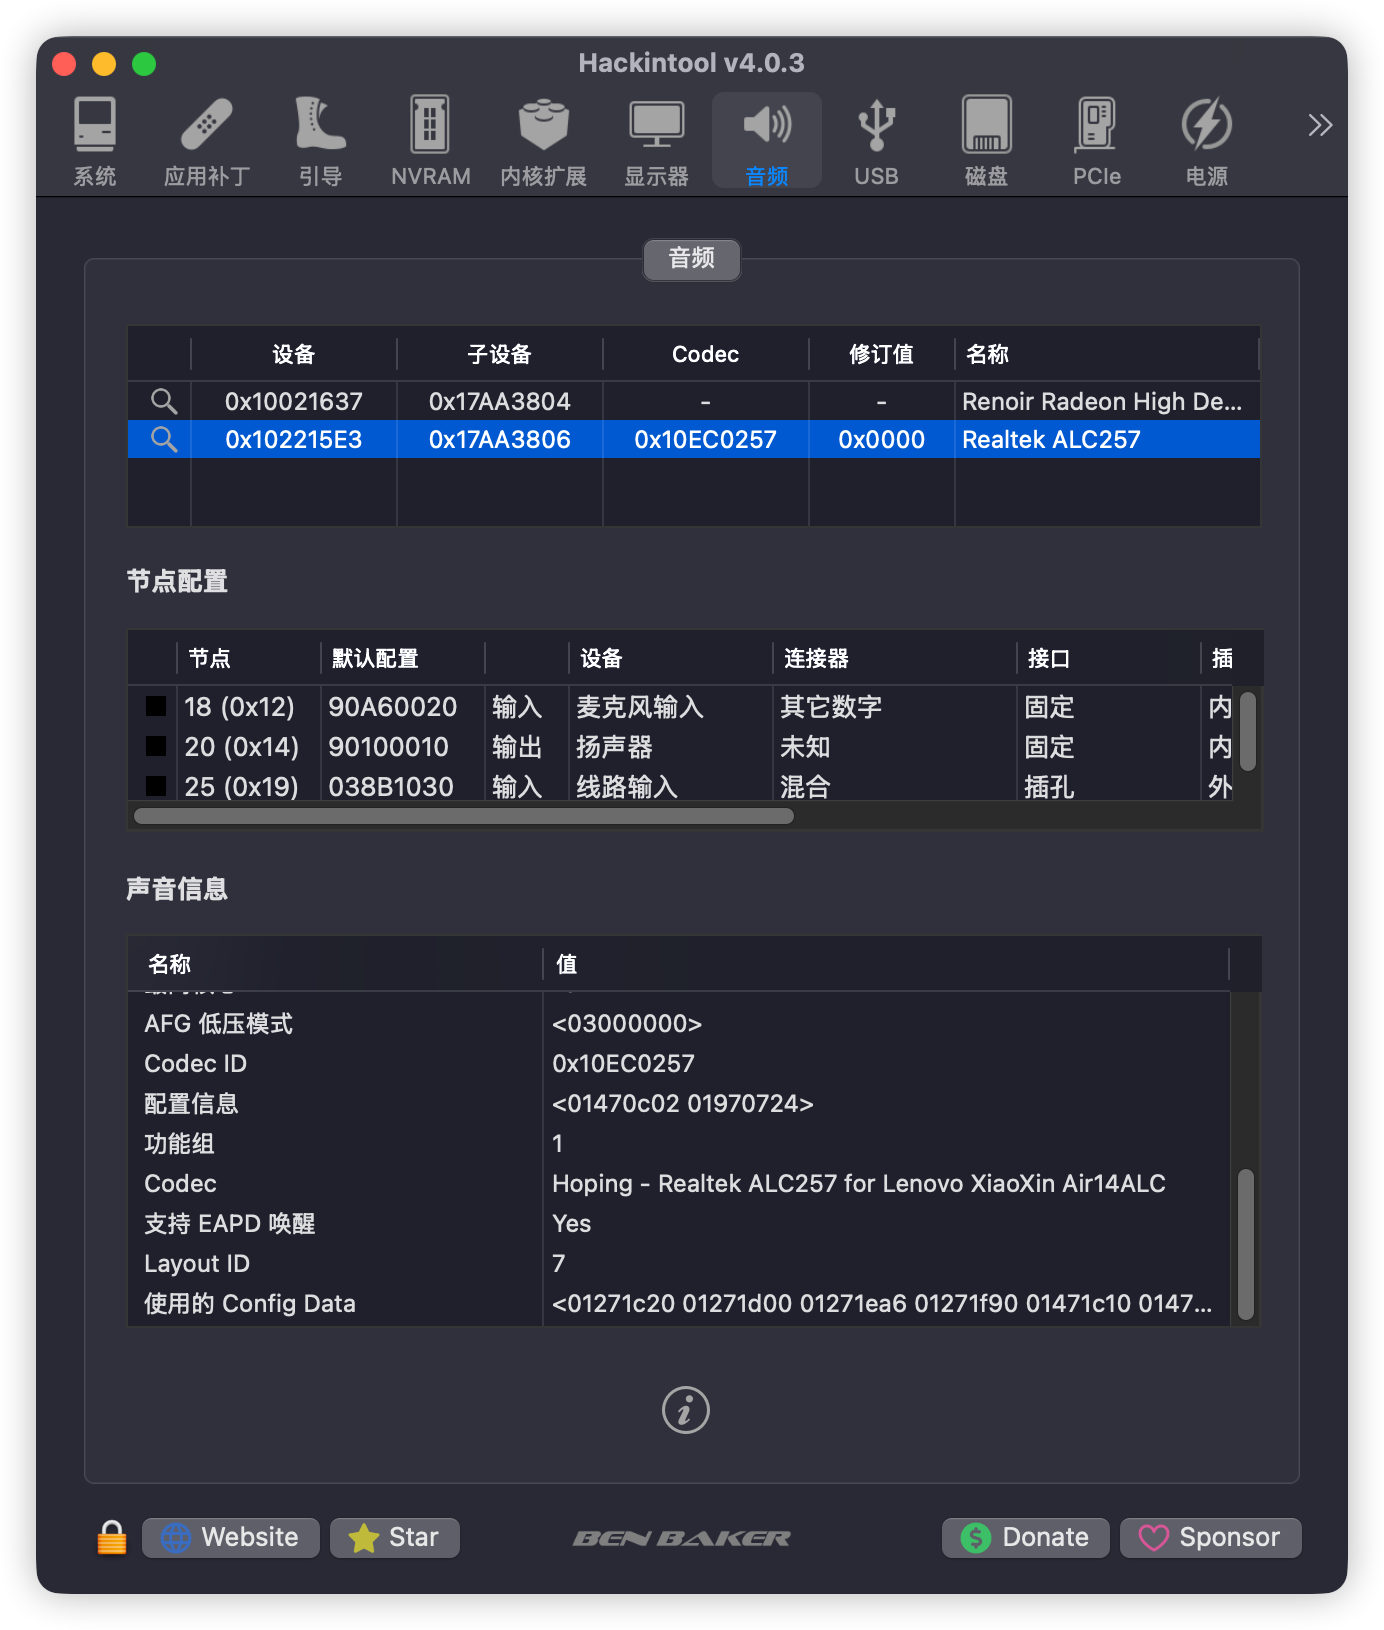 Hackintool v4.0.3
系统 应用补丁 引导 NVRAM 内核扩展 显示器 音频 USB 磁盘 PCIe 电源
音频
设备 子设备 Codec 修订值 名称
0x10021637 0x17AA3804 - - Renoir Radeon High De...
0x102215E3 0x17AA3806 0x10EC0257 0x0000 Realtek ALC257
节点配置
节点 默认配置 设备 连接器 接口 插
18 (0x12) 90A60020 输入 麦克风输入 其它数字 固定 内
20 (0x14) 90100010 输出 扬声器 未知 固定 内
25 (0x19) 038B1030 输入 线路输入 混合 插孔 外
声音信息
名称 值
AFG 低压模式 <03000000>
Codec ID 0x10EC0257
配置信息 <01470c02 01970724>
功能组 1
Codec Hoping - Realtek ALC257 for Lenovo XiaoXin Air14ALC
支持 EAPD 唤醒 Yes
Layout ID 7
使用的 Config Data <01271c20 01271d00 01271ea6 01271f90 01471c10 0147...
Website Star BEN BAKER Donate Sponsor